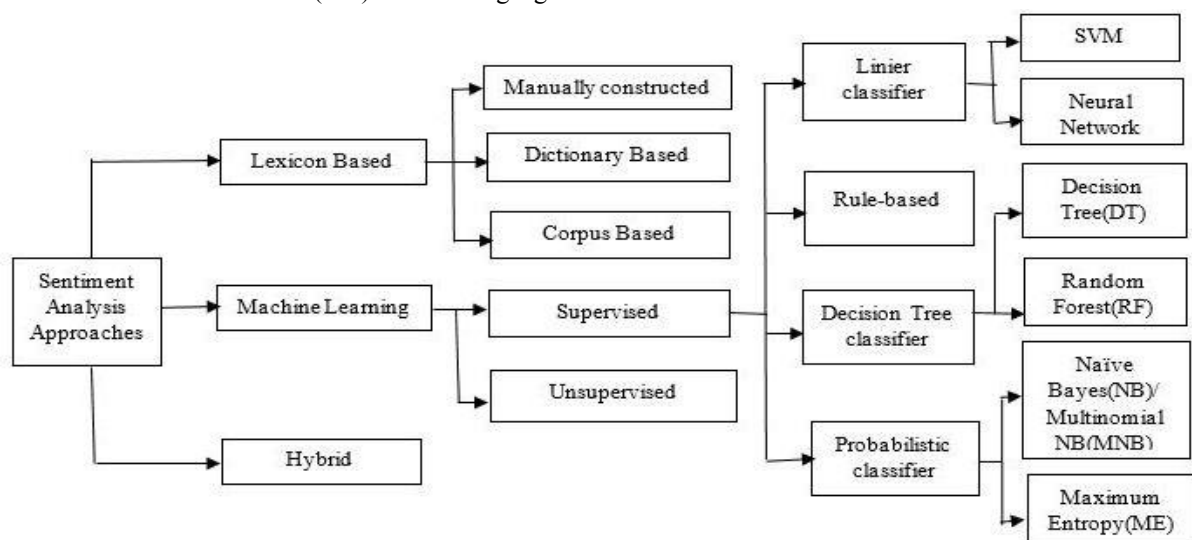 SVM
Linier
classifier
Neural
Network
Manually constructed
Lexicon Based
Dictionary Based
Corpus Based
Rule-based
Decision
Tree(DT)
Sentiment
Analysis
Approaches
Machine Learning
Supervised
Unsupervised
Decision Tree
classifier
Random
Forest(RF)
Naïve
Bayes(NB)/
Multinomial
NB(MNB)
Hybrid
Probabilistic
classifier
Maximum
Entropy(ME)